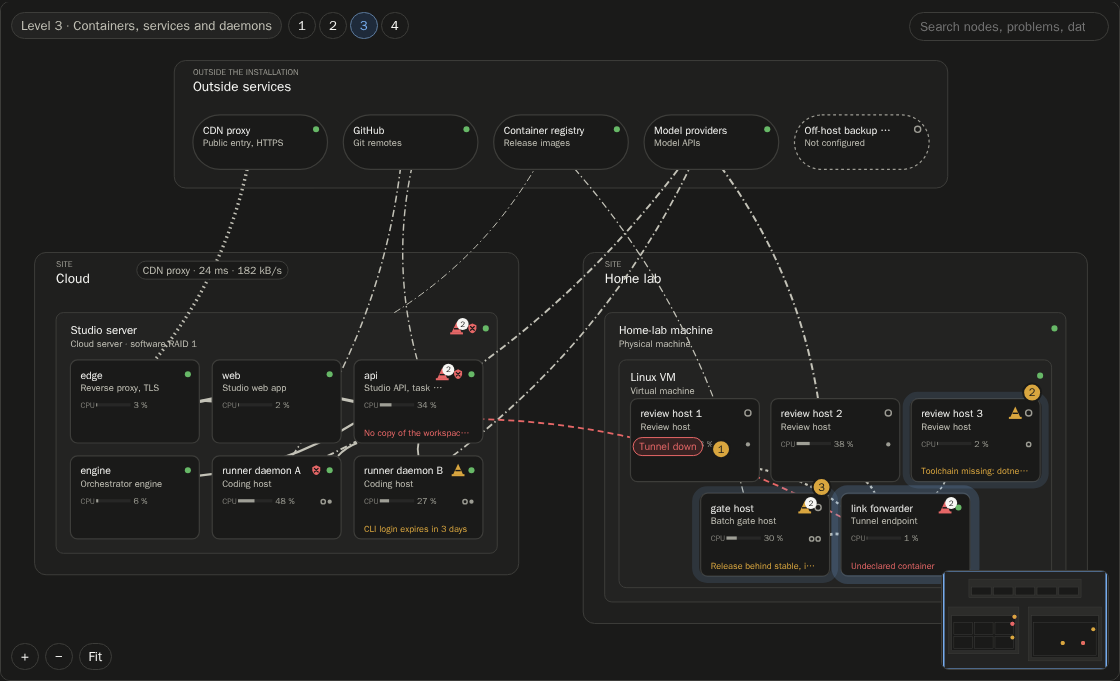 Level 3 · Containers, services and daemons
1
2
3
4
Search nodes, problems, dat
OUTSIDE THE INSTALLATION
Outside services
CDN proxy
Public entry, HTTPS
GitHub
Git remotes
Container registry
Release images
Model providers
Model APIs
Off-host backup ···
Not configured
SITE
Cloud
CDN proxy · 24 ms · 182 kB/s
Studio server
Cloud server · software RAID 1
2
edge
Reverse proxy, TLS
CPU 3 %
web
Studio web app
CPU 2 %
api
Studio API, task ···
2
CPU 34 %
No copy of the workspac···
engine
Orchestrator engine
CPU 6 %
runner daemon A
Coding host
CPU 48 %
runner daemon B
Coding host
CPU 27 %
CLI login expires in 3 days
SITE
Home lab
Home-lab machine
Physical machine
Linux VM
Virtual machine
review host 1
Review host
Tunnel down
%
1
review host 2
Review host
CPU 38 %
2
review host 3
Review host
CPU 2 %
Toolchain missing: dotne···
3
gate host
Batch gate host
2
CPU 30 %
Release behind stable, i···
link forwarder
Tunnel endpoint
2
CPU 1 %
Undeclared container
+
−
Fit